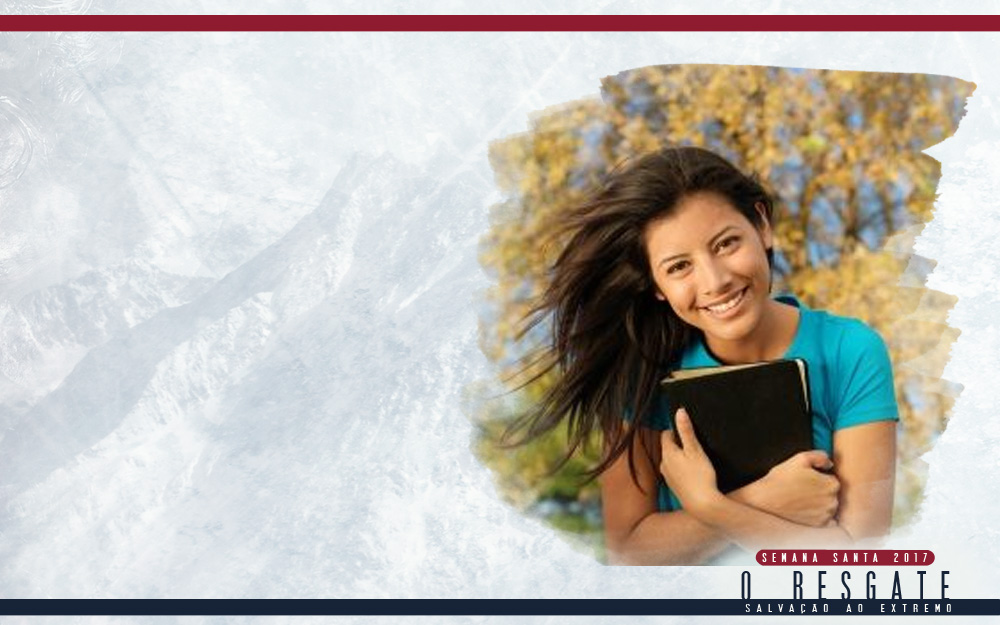 SEMANA SANTA 2017
O RESGATE
SALVAÇÃO AO EXTREMO